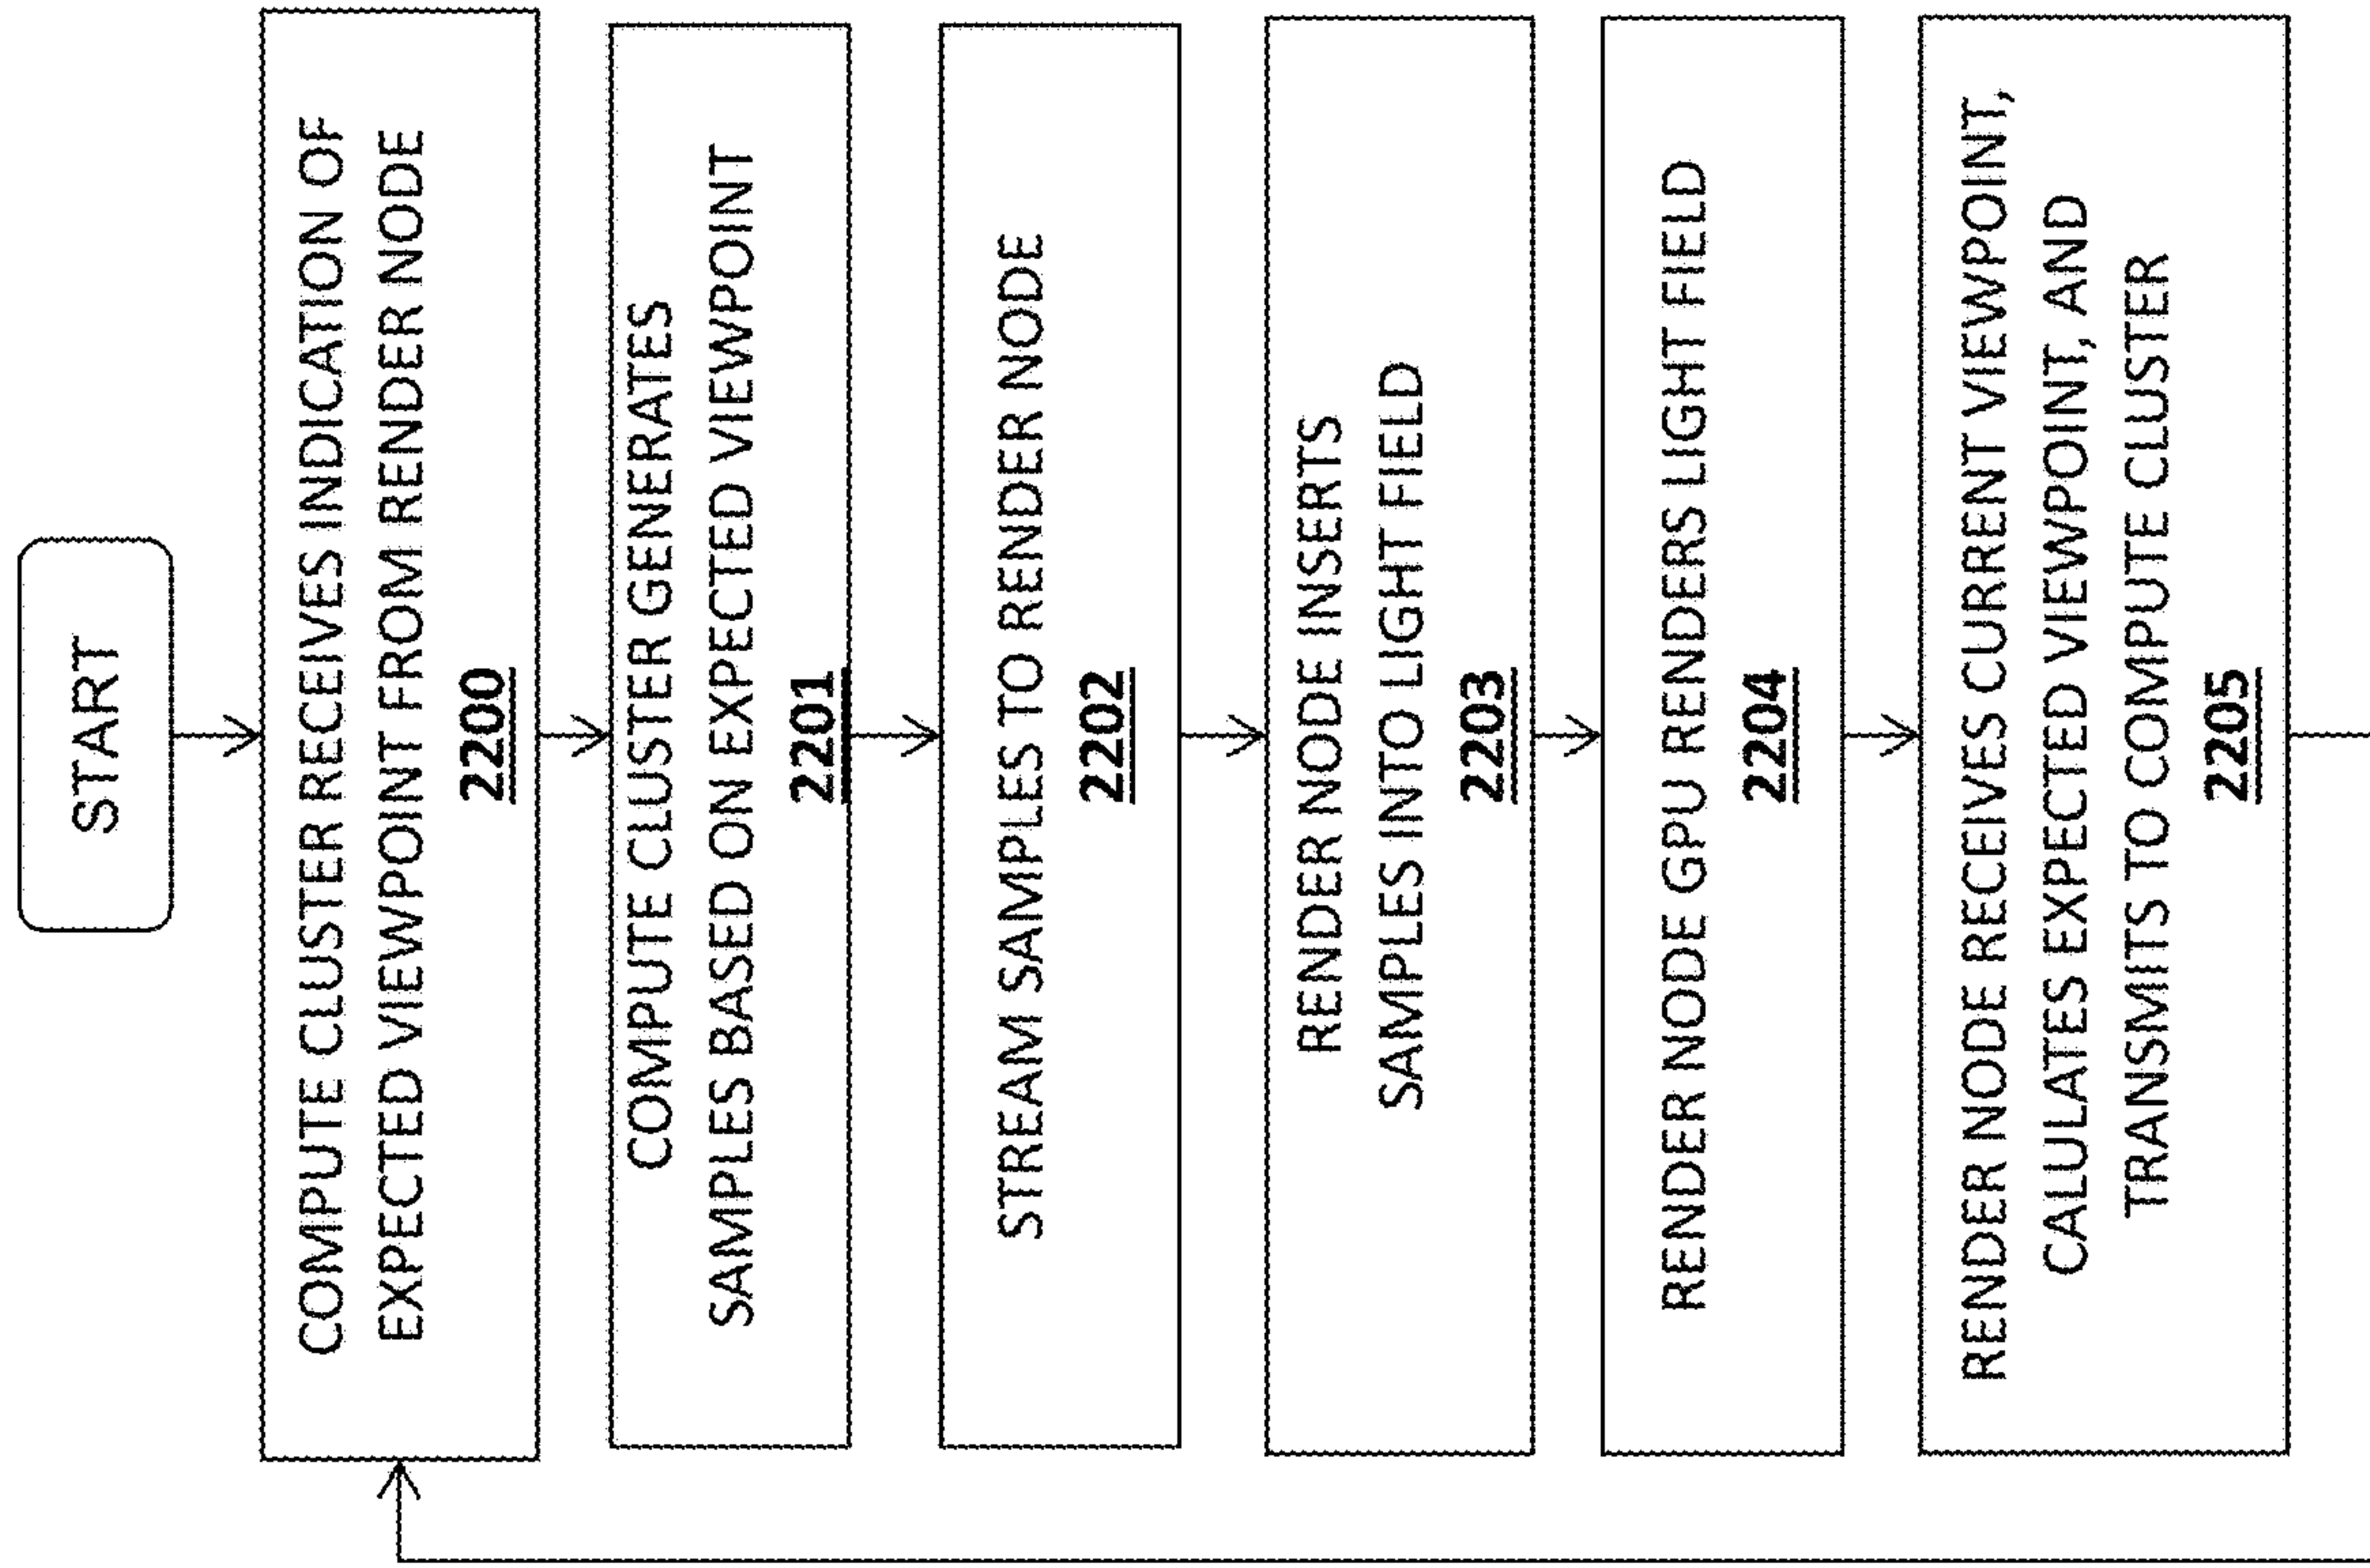 START
COMPUTE CLUSTER RECEIVES INDICATION OF
EXPECTED VIEWPOINT FROM RENDER NODE
2200
COMPUTE CLUSTER GENERATES
SAMPLES BASED ON EXPECTED VIEWPOINT
2201
STREAM SAMPLES TO RENDER NODE
2202
RENDER NODE INSERTS
SAMPLES INTO LIGHT FIELD
2203
RENDER NODE GPU RENDERS LIGHT FIELD
2204
RENDER NODE RECEIVES CURRENT VIEWPOINT,
CALULATES EXPECTED VIEWPOINT, AND
TRANSMITS TO COMPUTE CLUSTER
2205